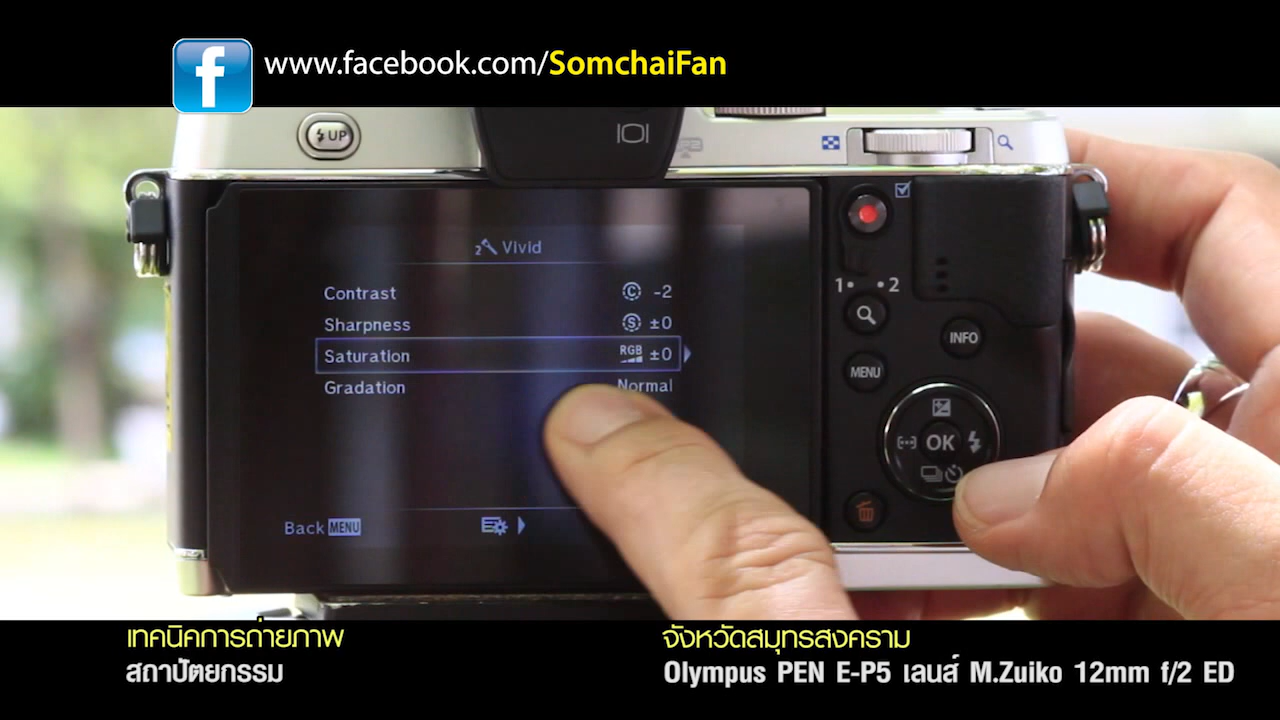 f www.facebook.com/SomchaiFan
UP
IOI
2 Vivid
Contrast C -2
Sharpness S ±0
Saturation RGB ±0
Gradation Normal
Back MENU
1 2
INFO
MENU
OK
เทคนิคการถ่ายภาพ
สถาปัตยกรรม
จังหวัดสมุทรสงคราม
Olympus PEN E-P5 เลนส์ M.Zuiko 12mm f/2 ED